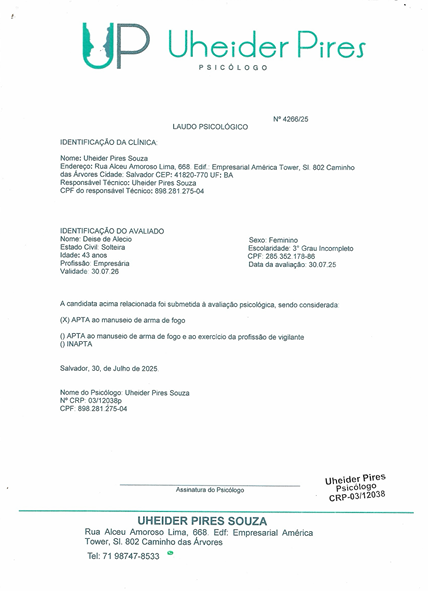 UP Uheider Pires
PSICÓLOGO
Nº 4266/25
LAUDO PSICOLÓGICO
IDENTIFICAÇÃO DA CLÍNICA:
Nome: Uheider Pires Souza
Endereço: Rua Alceu Amoroso Lima, 668. Edif.: Empresarial América Tower, Sl. 802 Caminho
das Árvores Cidade: Salvador CEP: 41820-770 UF: BA
Responsável Técnico: Uheider Pires Souza
CPF do responsável Técnico: 898.281.275-04
IDENTIFICAÇÃO DO AVALIADO
Nome: Deise de Alecio
Estado Civil: Solteira
Idade: 43 anos
Profissão: Empresária
Validade: 30.07.26
Sexo: Feminino
Escolaridade: 3° Grau Incompleto
CPF: 285.352.178-86
Data da avaliação: 30.07.25
A candidata acima relacionada foi submetida à avaliação psicológica, sendo considerada:
(X) APTA ao manuseio de arma de fogo
() APTA ao manuseio de arma de fogo e ao exercício da profissão de vigilante
() INAPTA
Salvador, 30, de Julho de 2025.
Nome do Psicólogo: Uheider Pires Souza
Nº CRP: 03/12038p
CPF: 898.281.275-04
Assinatura do Psicólogo
Uheider Pires
Psicólogo
CRP-03/12038
UHEIDER PIRES SOUZA
Rua Alceu Amoroso Lima, 668. Edf: Empresarial América
Tower, Sl. 802 Caminho das Árvores
Tel: 71 98747-8533